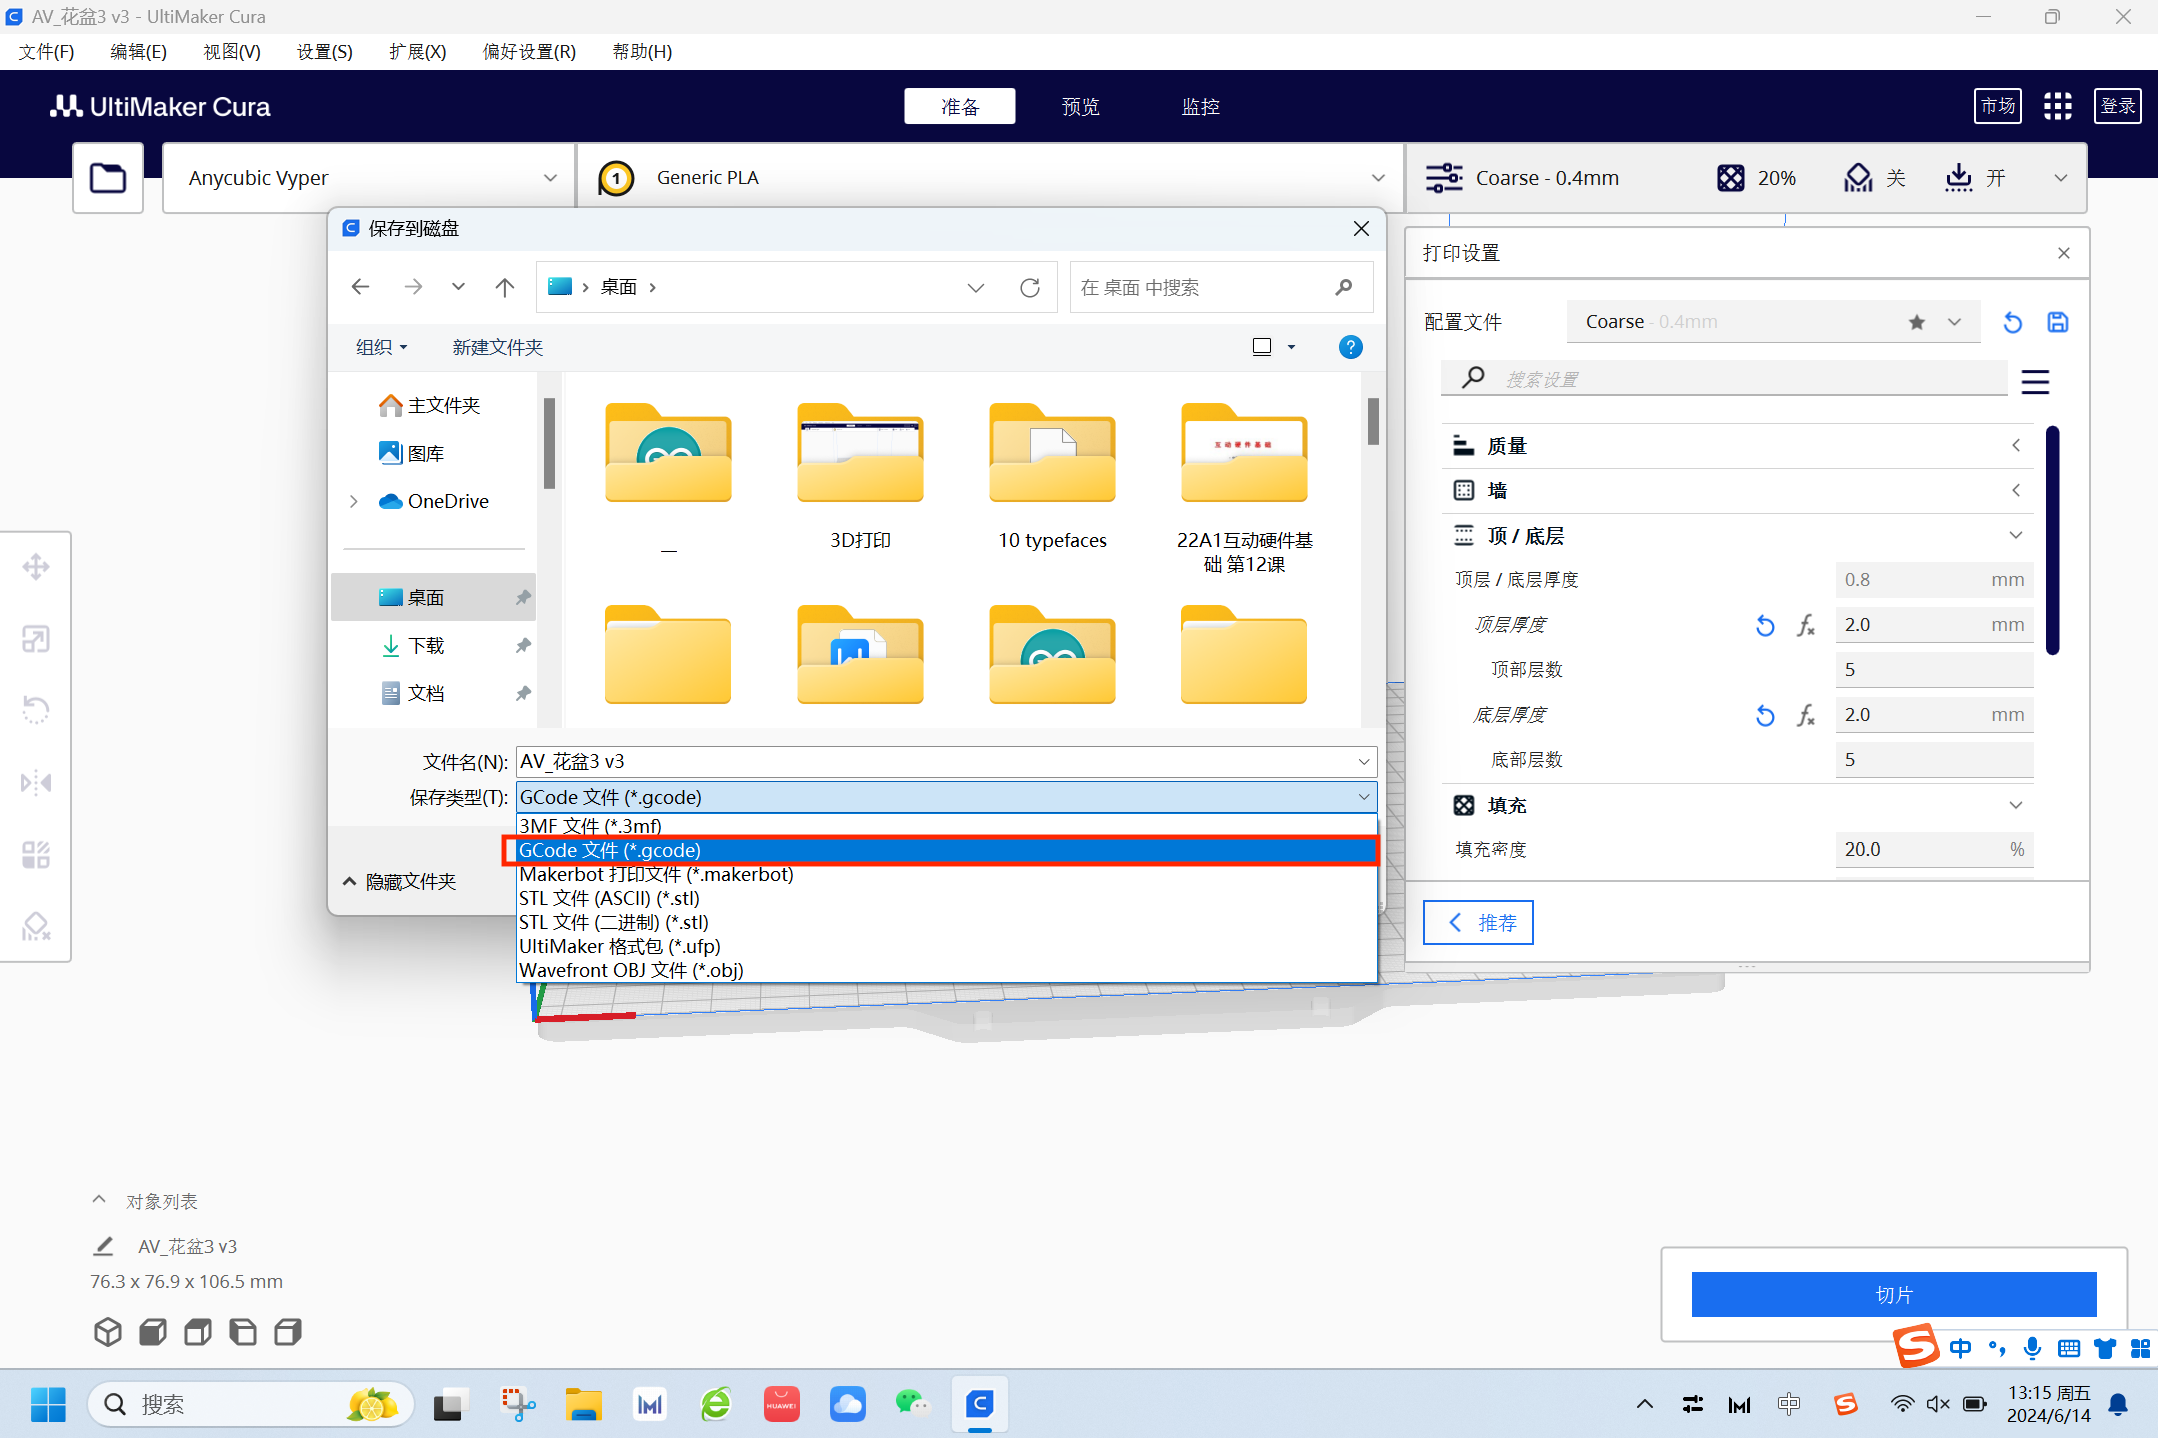 AV_花盆3 v3 - UltiMaker Cura
文件(F) 编辑(E) 视图(V) 设置(S) 扩展(X) 偏好设置(R) 帮助(H)
UltiMaker Cura
准备 预览 监控
市场 登录
Anycubic Vyper
1 Generic PLA
Coarse - 0.4mm 20% 关 开
保存到磁盘
桌面
在 桌面 中搜索
组织 新建文件夹
主文件夹
图库
OneDrive
桌面
下载
文档
互动硬件基础
__
3D打印
10 typefaces
22A1互动硬件基
础 第12课
文件名(N): AV_花盆3 v3
保存类型(T): GCode 文件 (*.gcode)
3MF 文件 (*.3mf)
GCode 文件 (*.gcode)
Makerbot 打印文件 (*.makerbot)
STL 文件 (ASCII) (*.stl)
STL 文件 (二进制) (*.stl)
UltiMaker 格式包 (*.ufp)
Wavefront OBJ 文件 (*.obj)
隐藏文件夹
打印设置
配置文件 Coarse - 0.4mm
搜索设置
质量
墙
顶 / 底层
顶层 / 底层厚度 0.8 mm
顶层厚度 2.0 mm
顶部层数 5
底层厚度 2.0 mm
底部层数 5
填充
填充密度 20.0 %
推荐
对象列表
AV_花盆3 v3
76.3 x 76.9 x 106.5 mm
切片
中
搜索
HUAWEI
中
13:15 周五
2024/6/14